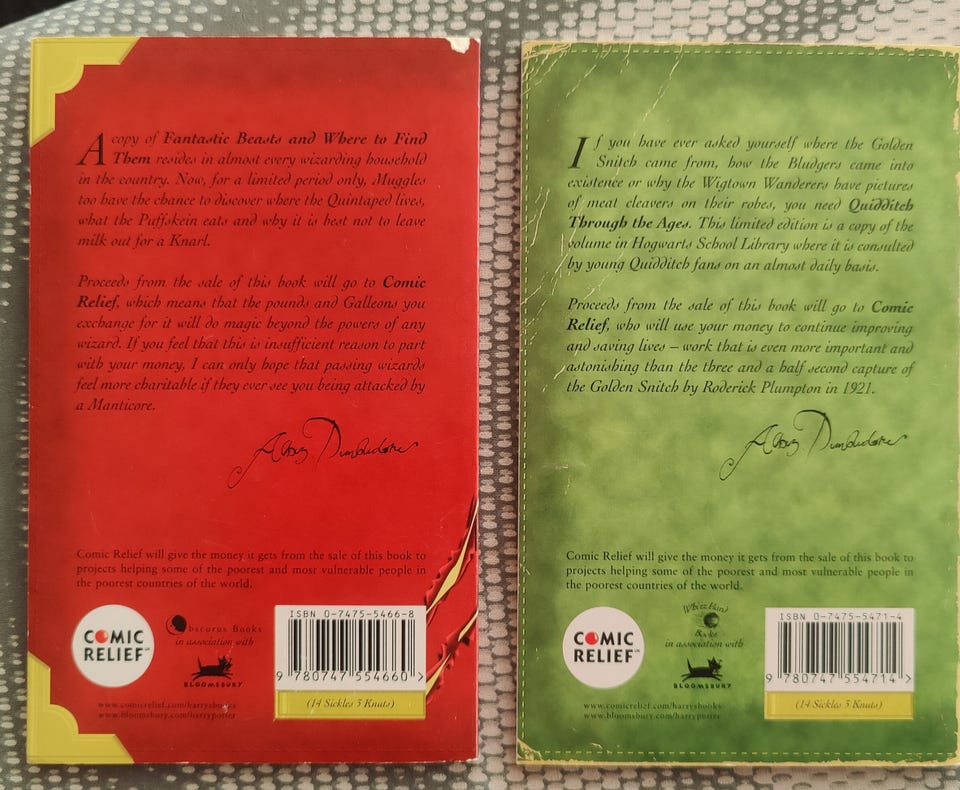 A copy of Fantastic Beasts and Where to Find
Them resides in almost every wizarding household
in the country. Now, for a limited period only, Muggles
too have the chance to discover where the Quintaped lives,
what the Puffskein eats and why it is best not to leave
milk out for a Knarl.
Proceeds from the sale of this book will go to Comic
Relief, which means that the pounds and Galleons you
exchange for it will do magic beyond the powers of any
wizard. If you feel that this is insufficient reason to part
with your money, I can only hope that passing wizards
feel more charitable if they ever see you being attacked by
a Manticore.
Albus Dumbledore
Comic Relief will give the money it gets from the sale of this book to
projects helping some of the poorest and most vulnerable people in
the poorest countries of the world.
COMIC
RELIEF
Obscurus Books
in association with
BLOOMSBURY
ISBN 0-7475-5466-8
9 780747 554660 >
(14 Sickles 3 Knuts)
www.comicrelief.com/harrysbooks
www.bloomsbury.com/harrypotter
If you have ever asked yourself where the Golden
Snitch came from, how the Bludgers came into
existence or why the Wigtown Wanderers have pictures
of meat cleavers on their robes, you need Quidditch
Through the Ages. This limited edition is a copy of the
volume in Hogwarts School Library where it is consulted
by young Quidditch fans on an almost daily basis.
Proceeds from the sale of this book will go to Comic
Relief, who will use your money to continue improving
and saving lives – work that is even more important and
astonishing than the three and a half second capture of
the Golden Snitch by Roderick Plumpton in 1921.
Albus Dumbledore
Comic Relief will give the money it gets from the sale of this book to
projects helping some of the poorest and most vulnerable people in
the poorest countries of the world.
COMIC
RELIEF
Whizz Hard
Books
in association with
BLOOMSBURY
ISBN 0-7475-5471-4
9 780747 554714 >
(14 Sickles 3 Knuts)
www.comicrelief.com/harrysbooks
www.bloomsbury.com/harrypotter